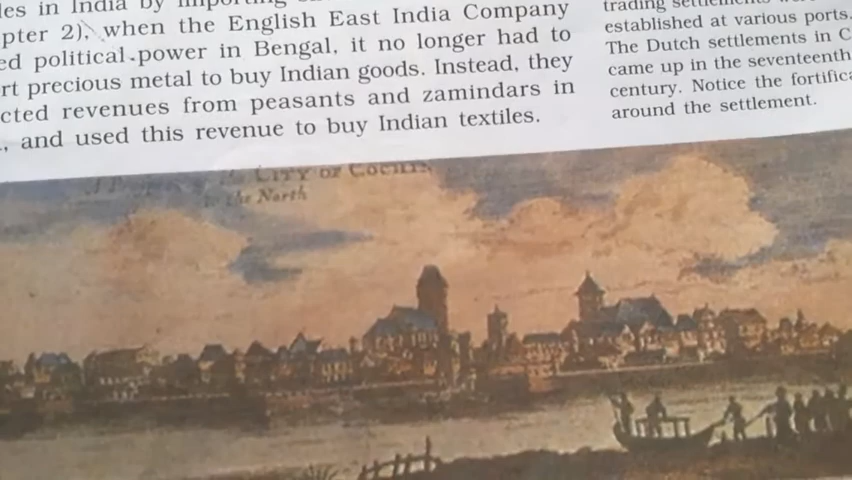 les in India by importing
pter 2), when the English East India Company
ed political power in Bengal, it no longer had to
rt precious metal to buy Indian goods. Instead, they
cted revenues from peasants and zamindars in
., and used this revenue to buy Indian textiles.
trading settlements
established at various ports.
The Dutch settlements in C
came up in the seventeenth
century. Notice the fortifica
around the settlement.
CITY OF COCHIN
to the North